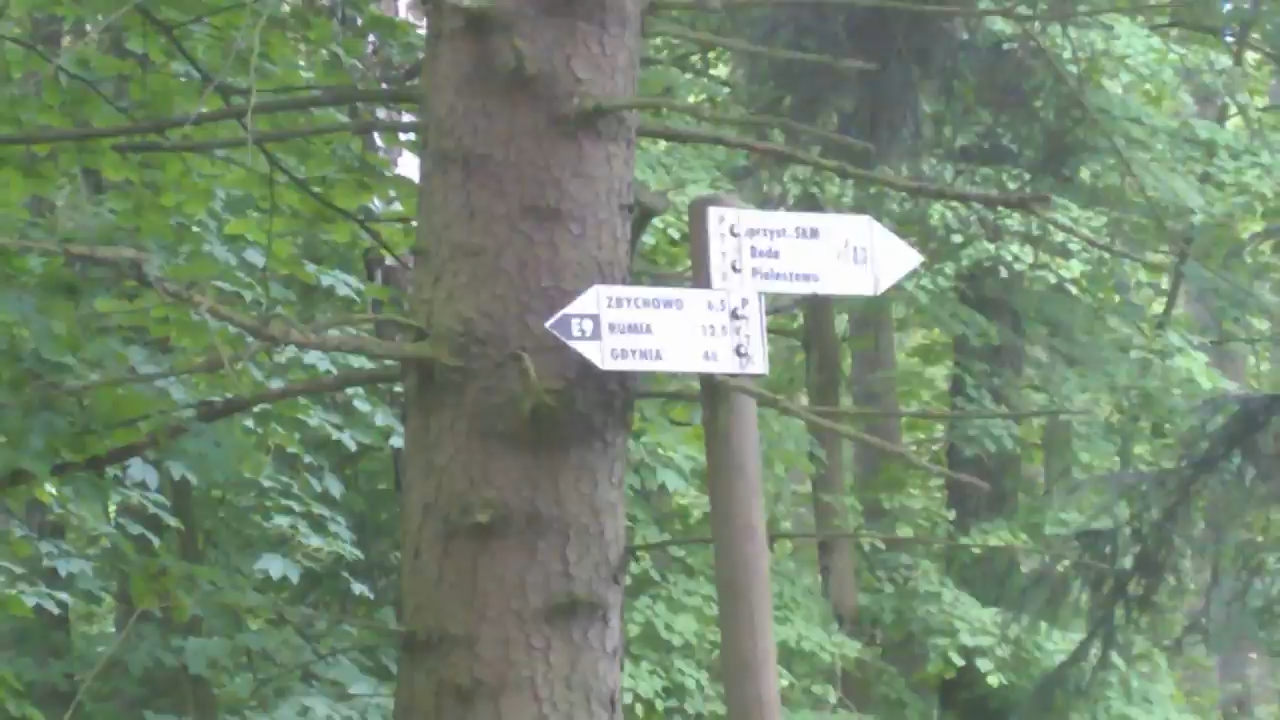 przyst. SKM
Reda
Pieleszewo
ZBYCHOWO 6,5
E9
RUMIA 12,5
GDYNIA 46